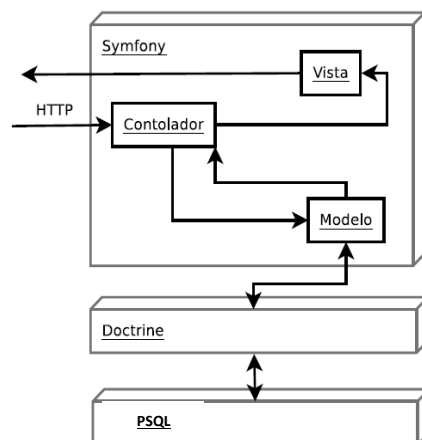 Symfony
Vista
HTTP
Contolador
Modelo
Doctrine
PSQL